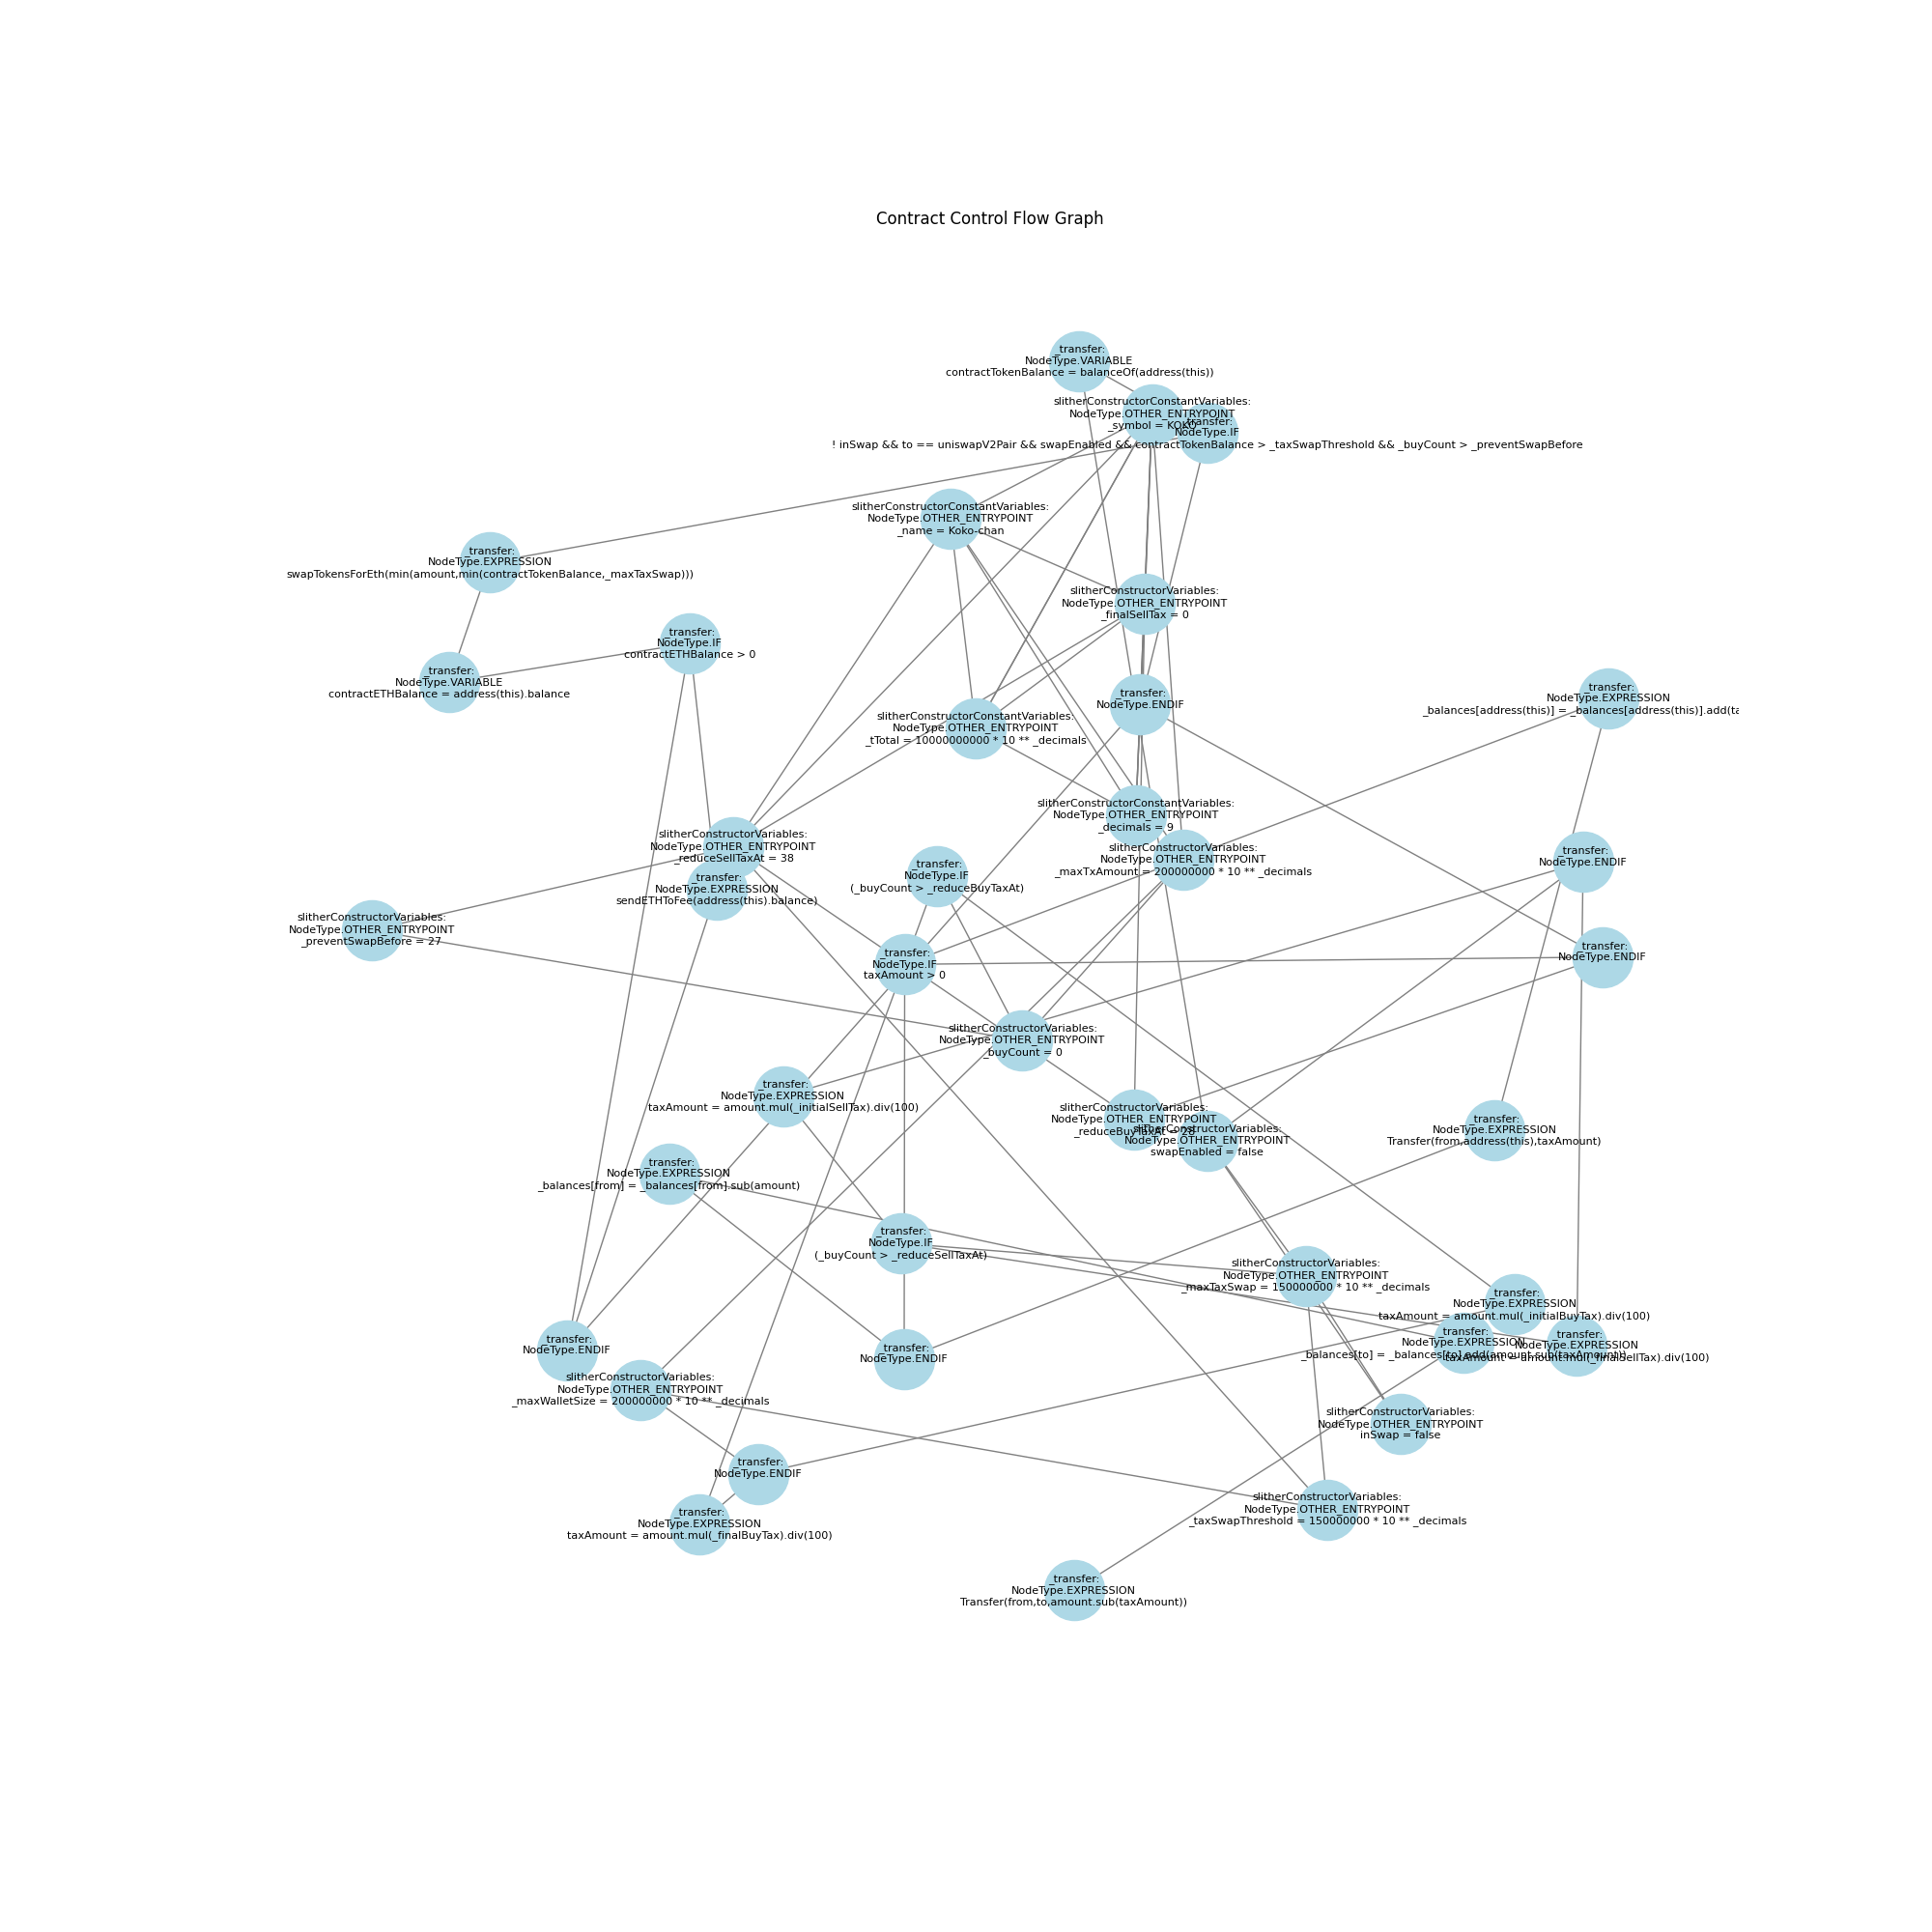 Contract Control Flow Graph
_transfer:
NodeType.VARIABLE
contractTokenBalance = balanceOf(address(this))
slitherConstructorConstantVariables:
NodeType.OTHER_ENTRYPOINT
_symbol = KOKO
_transfer:
NodeType.IF
! inSwap && to == uniswapV2Pair && swapEnabled && contractTokenBalance > _taxSwapThreshold && _buyCount > _preventSwapBefore
slitherConstructorConstantVariables:
NodeType.OTHER_ENTRYPOINT
_name = Koko-chan
_transfer:
NodeType.EXPRESSION
swapTokensForEth(min(amount,min(contractTokenBalance,_maxTaxSwap)))
slitherConstructorVariables:
NodeType.OTHER_ENTRYPOINT
_finalSellTax = 0
_transfer:
NodeType.IF
contractETHBalance > 0
_transfer:
NodeType.VARIABLE
contractETHBalance = address(this).balance
_transfer:
NodeType.ENDIF
_transfer:
NodeType.EXPRESSION
_balances[address(this)] = _balances[address(this)].add(ta
slitherConstructorConstantVariables:
NodeType.OTHER_ENTRYPOINT
_tTotal = 10000000000 * 10 ** _decimals
slitherConstructorConstantVariables:
NodeType.OTHER_ENTRYPOINT
_decimals = 9
slitherConstructorVariables:
NodeType.OTHER_ENTRYPOINT
_reduceSellTaxAt = 38
slitherConstructorVariables:
NodeType.OTHER_ENTRYPOINT
_maxTxAmount = 200000000 * 10 ** _decimals
_transfer:
NodeType.ENDIF
_transfer:
NodeType.IF
(_buyCount > _reduceBuyTaxAt)
_transfer:
NodeType.EXPRESSION
sendETHToFee(address(this).balance)
slitherConstructorVariables:
NodeType.OTHER_ENTRYPOINT
_preventSwapBefore = 27
_transfer:
NodeType.IF
taxAmount > 0
_transfer:
NodeType.ENDIF
slitherConstructorVariables:
NodeType.OTHER_ENTRYPOINT
_buyCount = 0
_transfer:
NodeType.EXPRESSION
taxAmount = amount.mul(_initialSellTax).div(100)
slitherConstructorVariables:
NodeType.OTHER_ENTRYPOINT
_reduceBuyTaxAt =
slitherConstructorVariables:
NodeType.OTHER_ENTRYPOINT
swapEnabled = false
_transfer:
NodeType.EXPRESSION
Transfer(from,address(this),taxAmount)
_transfer:
NodeType.EXPRESSION
_balances[from] = _balances[from].sub(amount)
_transfer:
NodeType.IF
(_buyCount > _reduceSellTaxAt)
slitherConstructorVariables:
NodeType.OTHER_ENTRYPOINT
_maxTaxSwap = 150000000 * 10 ** _decimals
_transfer:
NodeType.EXPRESSION
taxAmount = amount.mul(_initialBuyTax).div(100)
_transfer:
NodeType.EXPRESSION
_balances[to] = _balances[to].add(amount.sub(taxAmount))
_transfer:
NodeType.EXPRESSION
taxAmount = amount.mul(_finalSellTax).div(100)
_transfer:
NodeType.ENDIF
_transfer:
NodeType.ENDIF
slitherConstructorVariables:
NodeType.OTHER_ENTRYPOINT
_maxWalletSize = 200000000 * 10 ** _decimals
slitherConstructorVariables:
NodeType.OTHER_ENTRYPOINT
inSwap = false
_transfer:
NodeType.ENDIF
_transfer:
NodeType.EXPRESSION
taxAmount = amount.mul(_finalBuyTax).div(100)
slitherConstructorVariables:
NodeType.OTHER_ENTRYPOINT
_taxSwapThreshold = 150000000 * 10 ** _decimals
_transfer:
NodeType.EXPRESSION
Transfer(from,to,amount.sub(taxAmount))